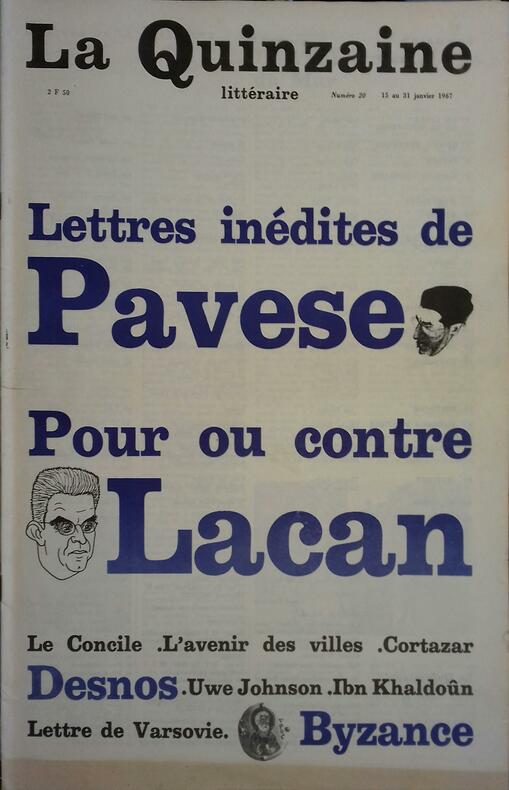 La Quinzaine
2 F 50 littéraire Numéro 20 15 au 31 janvier 1967
Lettres inédites de
Pavese
Pour ou contre
Lacan
Le Concile .L'avenir des villes .Cortazar
Desnos .Uwe Johnson .Ibn Khaldoûn
Lettre de Varsovie. Byzance